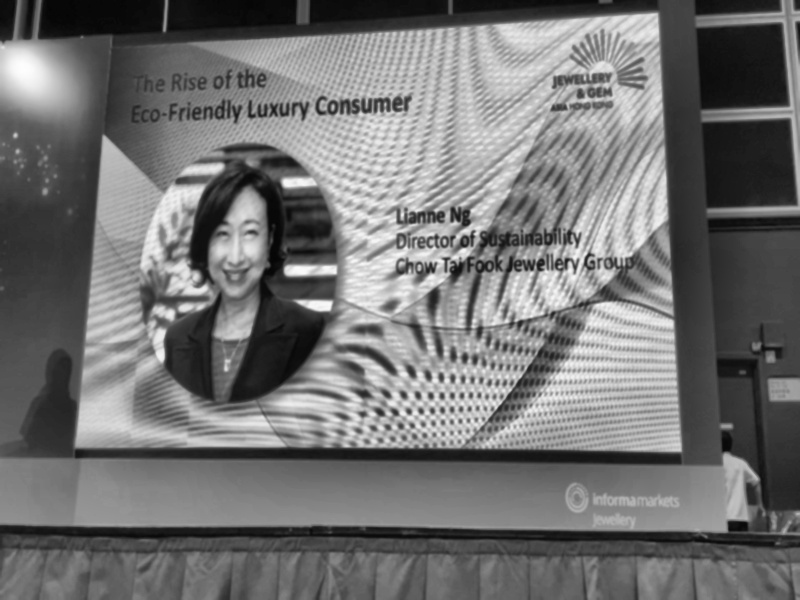 The Rise of the
Eco-Friendly Luxury Consumer
JEWELLERY
& GEM
ASIA HONG KONG
Lianne Ng
Director of Sustainability
Chow Tai Fook Jewellery Group
informamarkets
Jewellery